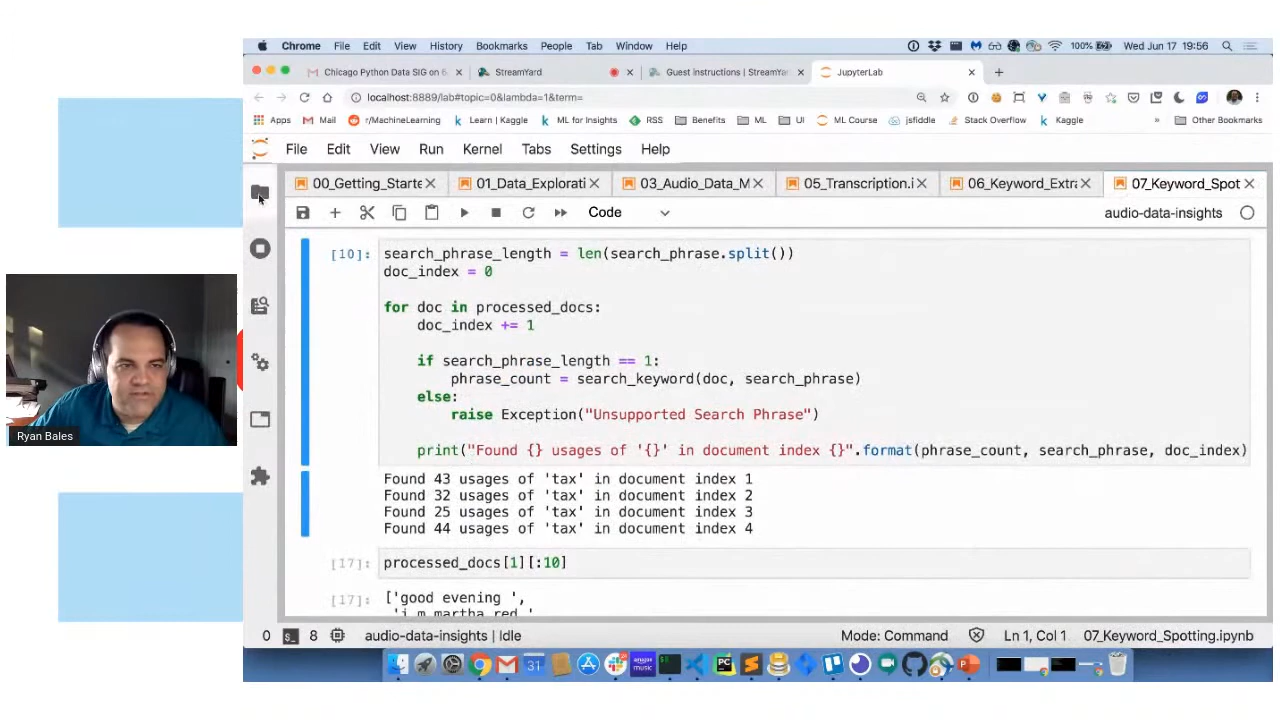 Chrome File Edit View History Bookmarks People Tab Window Help 100% Wed Jun 17 19:56
Chicago Python Data SIG on 6 StreamYard Guest Instructions | StreamYa JupyterLab
localhost:8889/lab#topic=0&lambda=1&term=
Apps Mail r/MachineLearning Learn | Kaggle ML for Insights RSS Benefits ML UI ML Course jsfiddle Stack Overflow Kaggle » Other Bookmarks
File Edit View Run Kernel Tabs Settings Help
00_Getting_Starte 01_Data_Explorati 03_Audio_Data_M 05_Transcription.i 06_Keyword_Extra 07_Keyword_Spot
Code audio-data-insights
[10]: search_phrase_length = len(search_phrase.split())
doc_index = 0
for doc in processed_docs:
doc_index += 1
if search_phrase_length == 1:
phrase_count = search_keyword(doc, search_phrase)
else:
raise Exception("Unsupported Search Phrase")
print("Found {} usages of '{}' in document index {}".format(phrase_count, search_phrase, doc_index)
Found 43 usages of 'tax' in document index 1
Found 32 usages of 'tax' in document index 2
Found 25 usages of 'tax' in document index 3
Found 44 usages of 'tax' in document index 4
[17]: processed_docs[1][:10]
[17]: ['good evening ',
'i m martha red '
0 $_ 8 audio-data-insights | Idle Mode: Command Ln 1, Col 1 07_Keyword_Spotting.ipynb
Ryan Bales